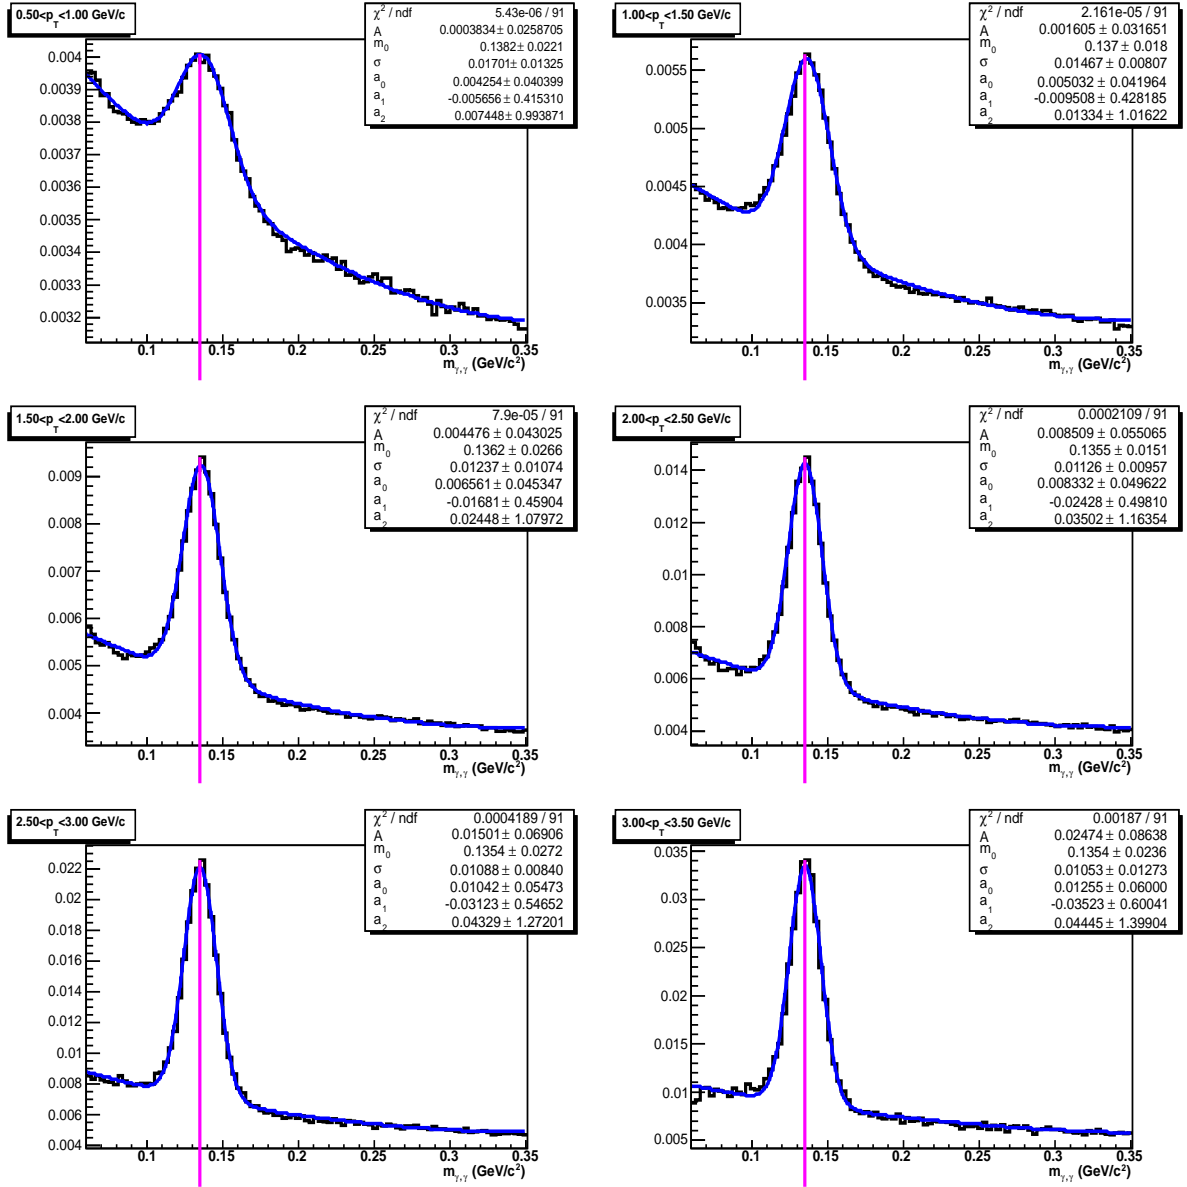 0.50<p_T<1.00 GeV/c
χ² / ndf 5.43e-06 / 91
A 0.0003834 ± 0.0258705
m_0 0.1382 ± 0.0221
σ 0.01701 ± 0.01325
a_0 0.004254 ± 0.040399
a_1 -0.005656 ± 0.415310
a_2 0.007448 ± 0.993871
0.004
0.0039
0.0038
0.0037
0.0036
0.0035
0.0034
0.0033
0.0032
0.1 0.15 0.2 0.25 0.3 0.35
m_γ,γ (GeV/c²)
1.00<p_T<1.50 GeV/c
χ² / ndf 2.161e-05 / 91
A 0.001605 ± 0.031651
m_0 0.137 ± 0.018
σ 0.01467 ± 0.00807
a_0 0.005032 ± 0.041964
a_1 -0.009508 ± 0.428185
a_2 0.01334 ± 1.01622
0.0055
0.005
0.0045
0.004
0.0035
0.1 0.15 0.2 0.25 0.3 0.35
m_γ,γ (GeV/c²)
1.50<p_T<2.00 GeV/c
χ² / ndf 7.9e-05 / 91
A 0.004476 ± 0.043025
m_0 0.1362 ± 0.0266
σ 0.01237 ± 0.01074
a_0 0.006561 ± 0.045347
a_1 -0.01681 ± 0.45904
a_2 0.02448 ± 1.07972
0.009
0.008
0.007
0.006
0.005
0.004
0.1 0.15 0.2 0.25 0.3 0.35
m_γ,γ (GeV/c²)
2.00<p_T<2.50 GeV/c
χ² / ndf 0.0002109 / 91
A 0.008509 ± 0.055065
m_0 0.1355 ± 0.0151
σ 0.01126 ± 0.00957
a_0 0.008332 ± 0.049622
a_1 -0.02428 ± 0.49810
a_2 0.03502 ± 1.16354
0.014
0.012
0.01
0.008
0.006
0.004
0.1 0.15 0.2 0.25 0.3 0.35
m_γ,γ (GeV/c²)
2.50<p_T<3.00 GeV/c
χ² / ndf 0.0004189 / 91
A 0.01501 ± 0.06906
m_0 0.1354 ± 0.0272
σ 0.01088 ± 0.00840
a_0 0.01042 ± 0.05473
a_1 -0.03123 ± 0.54652
a_2 0.04329 ± 1.27201
0.022
0.02
0.018
0.016
0.014
0.012
0.01
0.008
0.006
0.004
0.1 0.15 0.2 0.25 0.3 0.35
m_γ,γ (GeV/c²)
3.00<p_T<3.50 GeV/c
χ² / ndf 0.00187 / 91
A 0.02474 ± 0.08638
m_0 0.1354 ± 0.0236
σ 0.01053 ± 0.01273
a_0 0.01255 ± 0.06000
a_1 -0.03523 ± 0.60041
a_2 0.04445 ± 1.39904
0.035
0.03
0.025
0.02
0.015
0.01
0.005
0.1 0.15 0.2 0.25 0.3 0.35
m_γ,γ (GeV/c²)